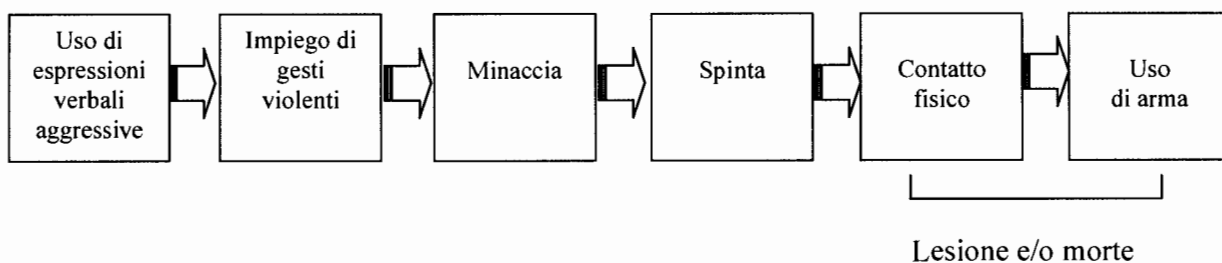 Uso di
espressioni
verbali
aggressive
Impiego di
gesti
violenti
Minaccia
Spinta
Contatto
fisico
Uso
di arma
Lesione e/o morte